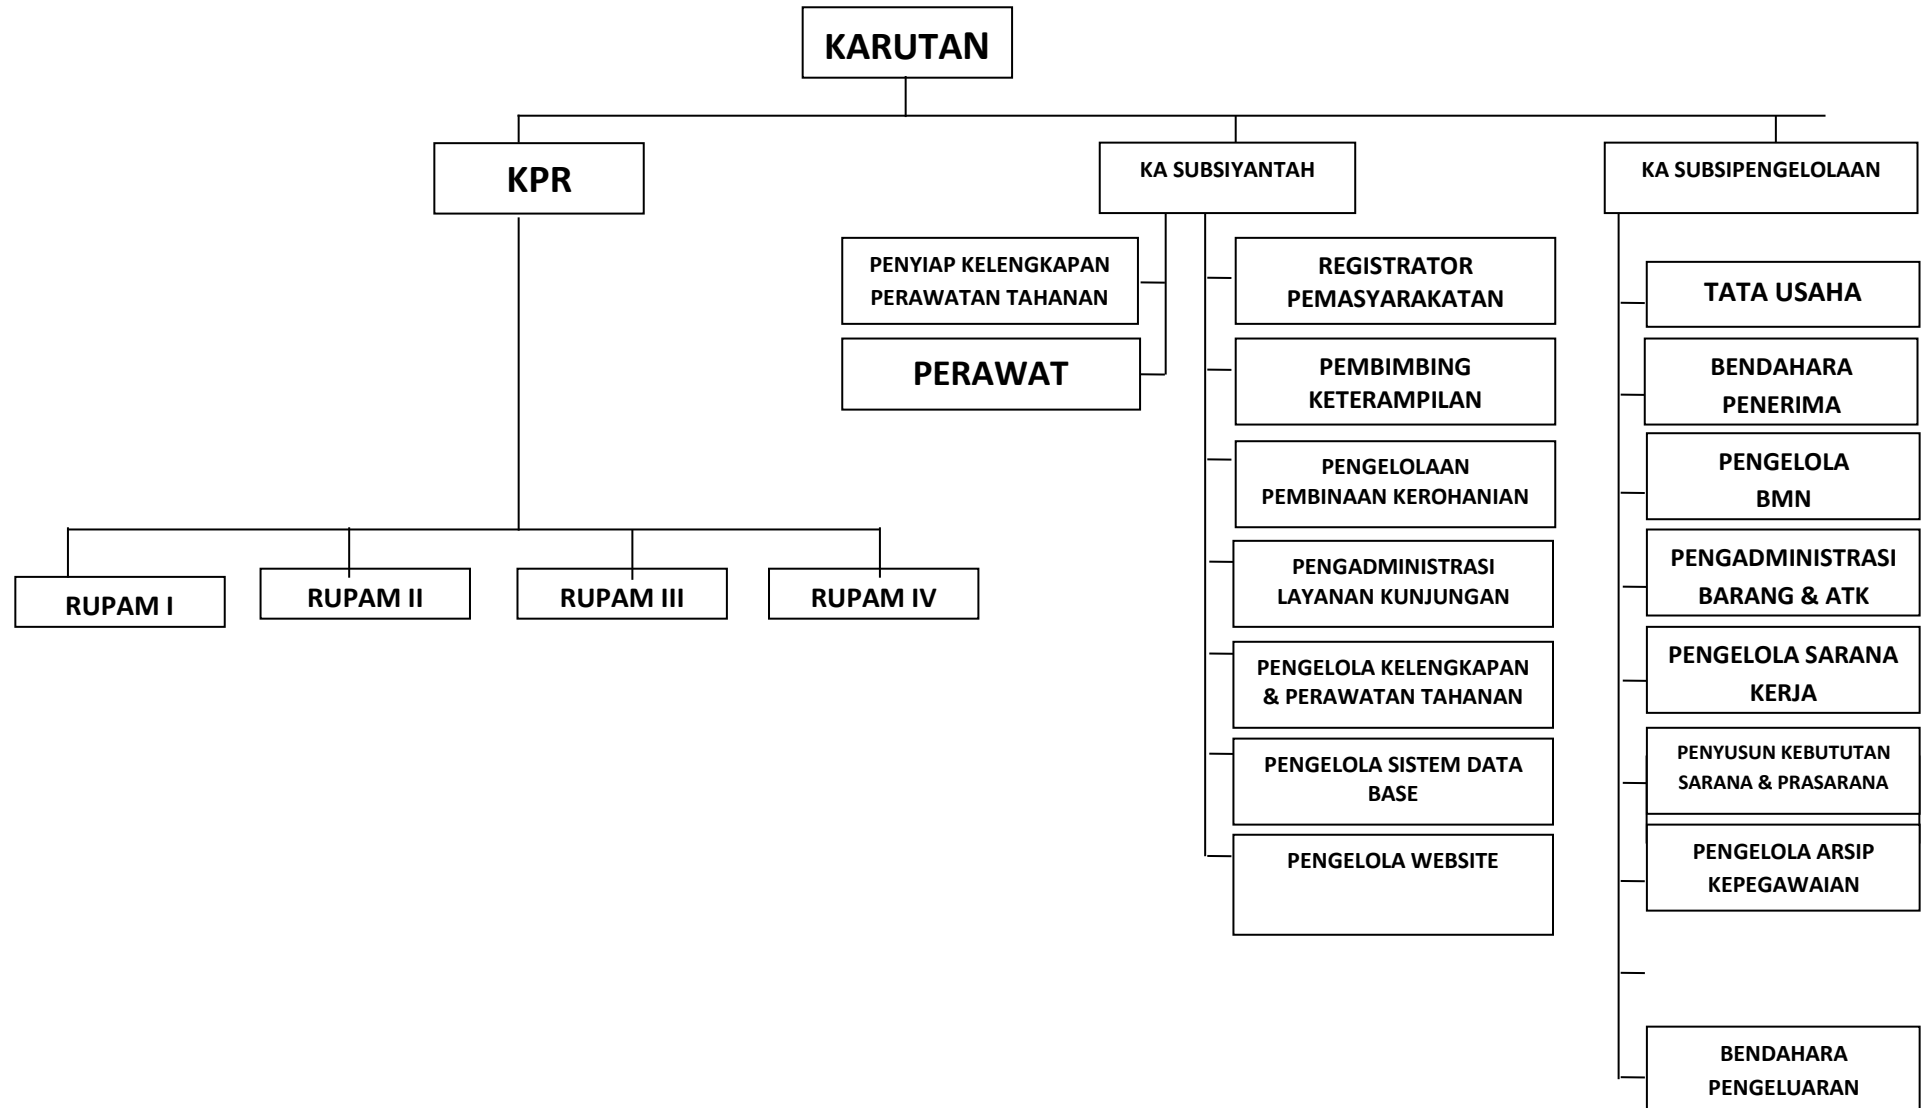 KARUTAN
KPR
KA SUBSIYANTAH
KA SUBSIPENGELOLAAN
PENYIAP KELENGKAPAN
PERAWATAN TAHANAN
PERAWAT
REGISTRATOR
PEMASYARAKATAN
PEMBIMBING
KETERAMPILAN
PENGELOLAAN
PEMBINAAN KEROHANIAN
PENGADMINISTRASI
LAYANAN KUNJUNGAN
PENGELOLA KELENGKAPAN
& PERAWATAN TAHANAN
PENGELOLA SISTEM DATA
BASE
PENGELOLA WEBSITE
TATA USAHA
BENDAHARA
PENERIMA
PENGELOLA
BMN
PENGADMINISTRASI
BARANG & ATK
PENGELOLA SARANA
KERJA
PENYUSUN KEBUTUTAN
SARANA & PRASARANA
PENGELOLA ARSIP
KEPEGAWAIAN
BENDAHARA
PENGELUARAN
RUPAM I
RUPAM II
RUPAM III
RUPAM IV